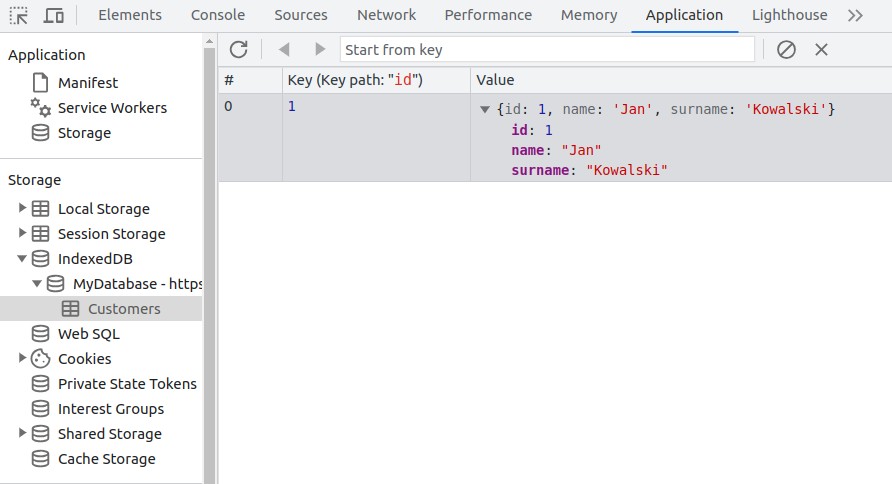 Elements Console Sources Network Performance Memory Application Lighthouse
Application
Manifest
Service Workers
Storage
Storage
Local Storage
Session Storage
IndexedDB
MyDatabase - https
Customers
Web SQL
Cookies
Private State Tokens
Interest Groups
Shared Storage
Cache Storage
Start from key
# Key (Key path: "id") Value
0 1 {id: 1, name: 'Jan', surname: 'Kowalski'}
id: 1
name: "Jan"
surname: "Kowalski"